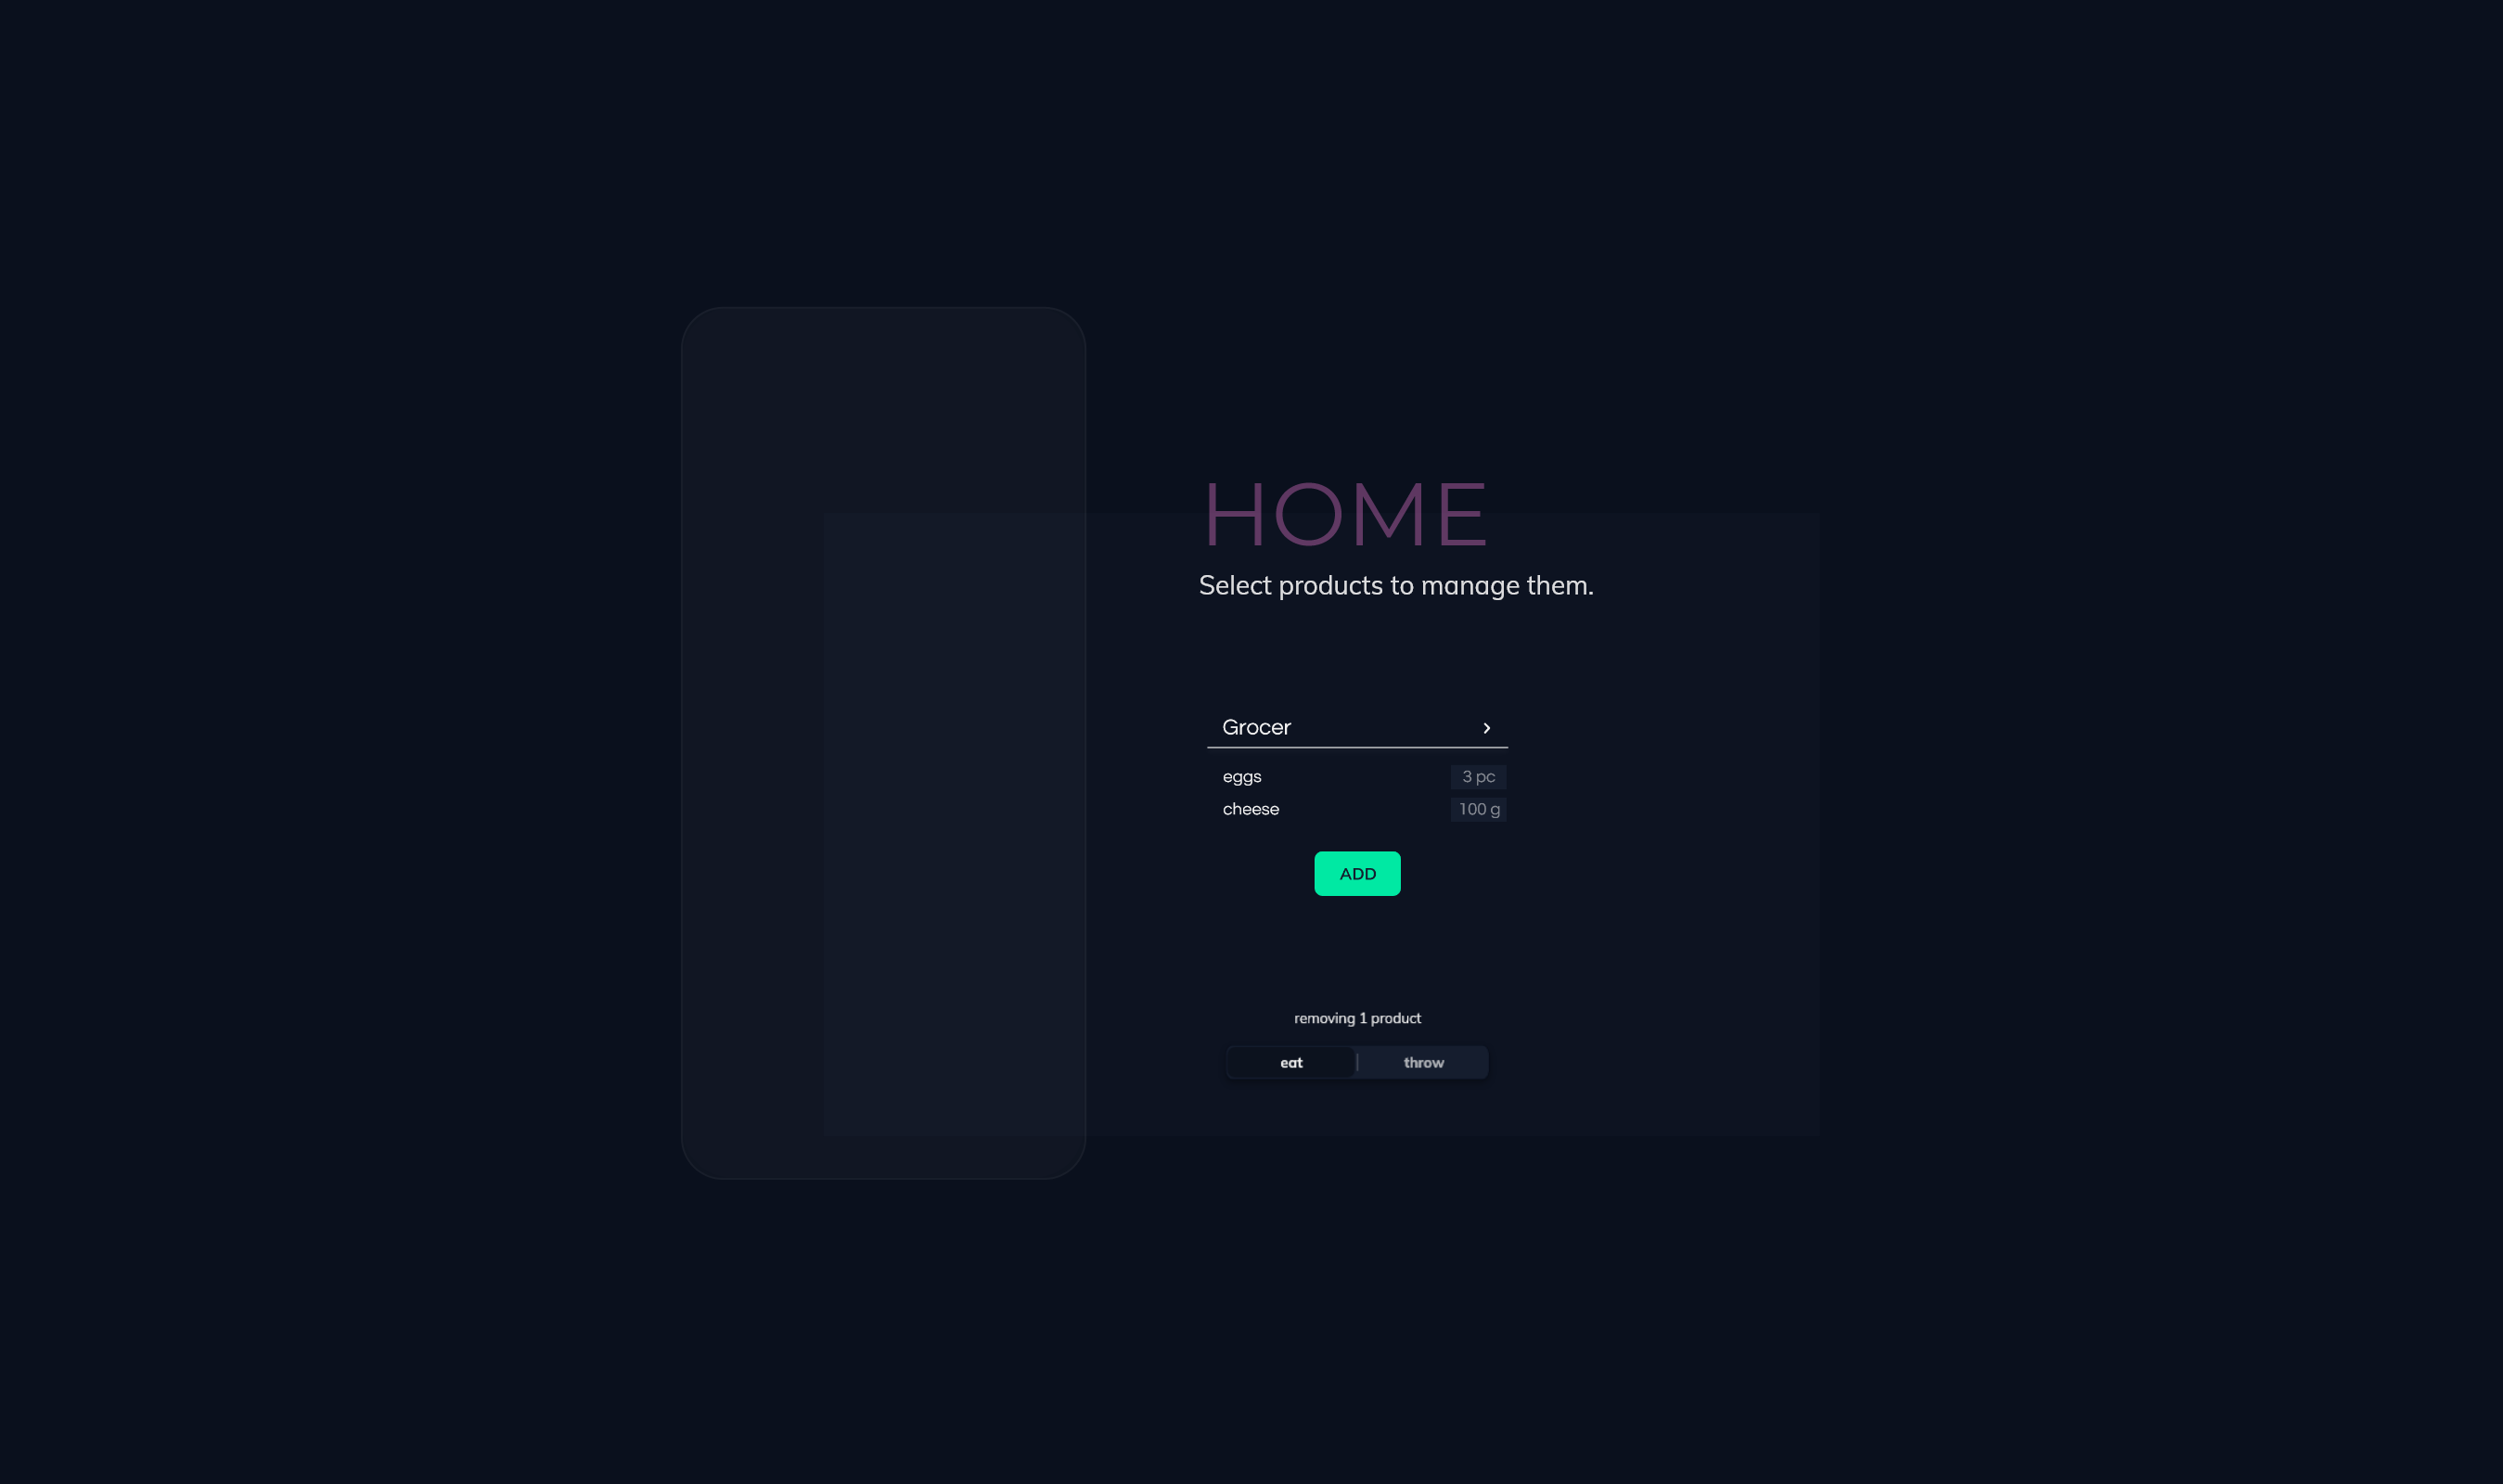 HOME
Select products to manage them.
Grocer
eggs 3 pc
cheese 100 g
ADD
removing 1 product
eat throw